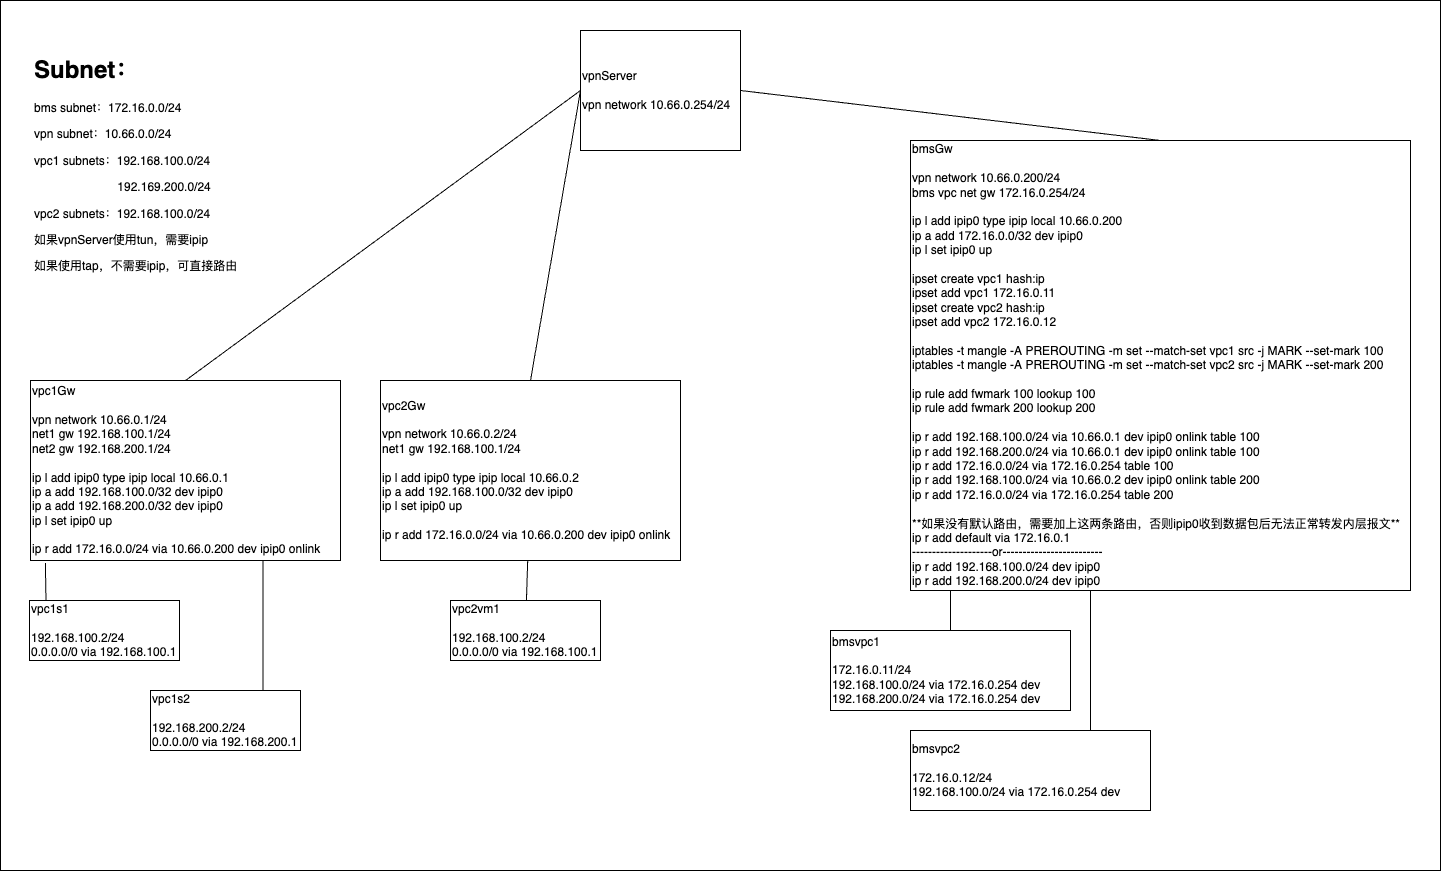 Subnet：
bms subnet：172.16.0.0/24
vpn subnet：10.66.0.0/24
vpc1 subnets：192.168.100.0/24
192.169.200.0/24
vpc2 subnets：192.168.100.0/24
如果vpnServer使用tun，需要ipip
如果使用tap，不需要ipip，可直接路由
vpnServer
vpn network 10.66.0.254/24
vpc1Gw
vpn network 10.66.0.1/24
net1 gw 192.168.100.1/24
net2 gw 192.168.200.1/24
ip l add ipip0 type ipip local 10.66.0.1
ip a add 192.168.100.0/32 dev ipip0
ip a add 192.168.200.0/32 dev ipip0
ip l set ipip0 up
ip r add 172.16.0.0/24 via 10.66.0.200 dev ipip0 onlink
vpc1s1
192.168.100.2/24
0.0.0.0/0 via 192.168.100.1
vpc1s2
192.168.200.2/24
0.0.0.0/0 via 192.168.200.1
vpc2Gw
vpn network 10.66.0.2/24
net1 gw 192.168.100.1/24
ip l add ipip0 type ipip local 10.66.0.2
ip a add 192.168.100.0/32 dev ipip0
ip l set ipip0 up
ip r add 172.16.0.0/24 via 10.66.0.200 dev ipip0 onlink
vpc2vm1
192.168.100.2/24
0.0.0.0/0 via 192.168.100.1
bmsGw
vpn network 10.66.0.200/24
bms vpc net gw 172.16.0.254/24
ip l add ipip0 type ipip local 10.66.0.200
ip a add 172.16.0.0/32 dev ipip0
ip l set ipip0 up
ipset create vpc1 hash:ip
ipset add vpc1 172.16.0.11
ipset create vpc2 hash:ip
ipset add vpc2 172.16.0.12
iptables -t mangle -A PREROUTING -m set --match-set vpc1 src -j MARK --set-mark 100
iptables -t mangle -A PREROUTING -m set --match-set vpc2 src -j MARK --set-mark 200
ip rule add fwmark 100 lookup 100
ip rule add fwmark 200 lookup 200
ip r add 192.168.100.0/24 via 10.66.0.1 dev ipip0 onlink table 100
ip r add 192.168.200.0/24 via 10.66.0.1 dev ipip0 onlink table 100
ip r add 172.16.0.0/24 via 172.16.0.254 table 100
ip r add 192.168.100.0/24 via 10.66.0.2 dev ipip0 onlink table 200
ip r add 172.16.0.0/24 via 172.16.0.254 table 200
**如果没有默认路由，需要加上这两条路由，否则ipip0收到数据包后无法正常转发内层报文**
ip r add default via 172.16.0.1
--------------------or-------------------------
ip r add 192.168.100.0/24 dev ipip0
ip r add 192.168.200.0/24 dev ipip0
bmsvpc1
172.16.0.11/24
192.168.100.0/24 via 172.16.0.254 dev
192.168.200.0/24 via 172.16.0.254 dev
bmsvpc2
172.16.0.12/24
192.168.100.0/24 via 172.16.0.254 dev